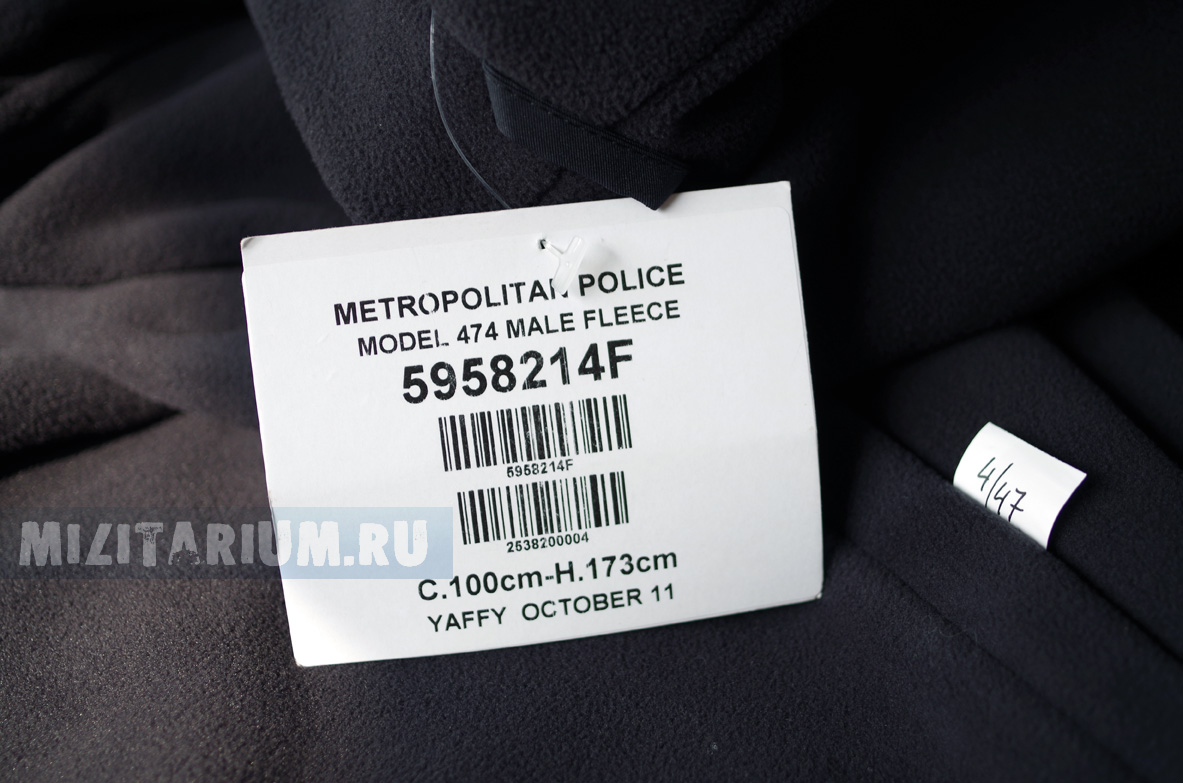 METROPOLITAN POLICE
MODEL 474 MALE FLEECE
5958214F
5958214F
2538200004
C.100cm-H.173cm
YAFFY OCTOBER 11
4/47
MILITARIUM.RU